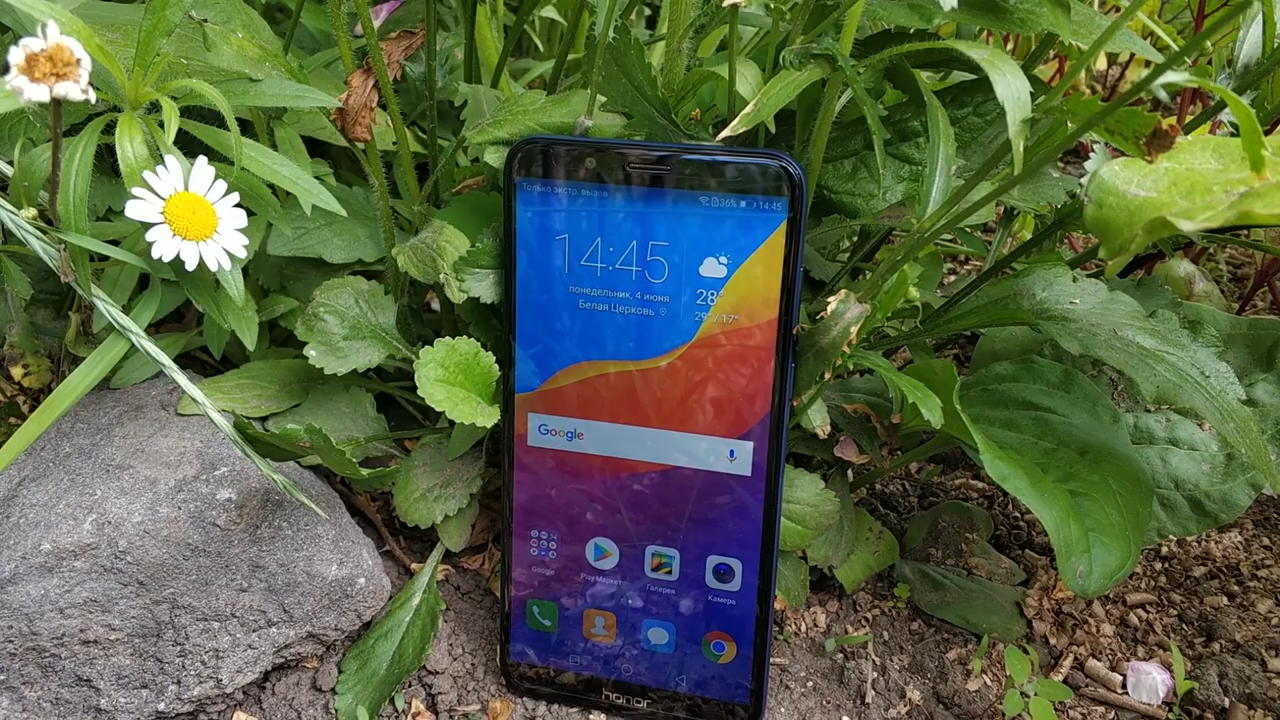 Только экстр. вызов
36% 14:45
14:45
28°
понедельник, 4 июня
Белая Церковь
29° / 17°
Google
Google
Play Маркет
Галерея
Камера
honor